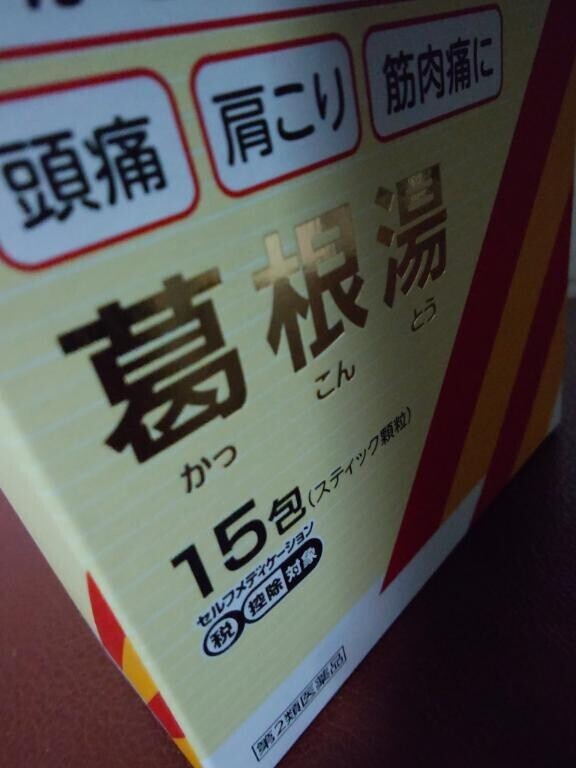 頭痛
肩こり
筋肉痛に
葛根湯
かっ こん とう
15包(スティック顆粒)
セルフメディケーション
税 控除 対象
第2類医薬品